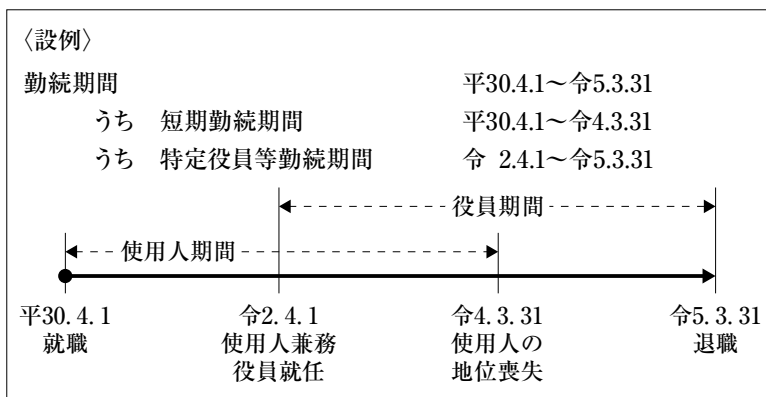 〈設例〉
勤続期間 平30.4.1〜令5.3.31
うち 短期勤続期間 平30.4.1〜令4.3.31
うち 特定役員等勤続期間 令 2.4.1〜令5.3.31
役員期間
使用人期間
平30.4.1 令2.4.1 令4.3.31 令5.3.31
就職 使用人兼務 使用人の 退職
役員就任 地位喪失